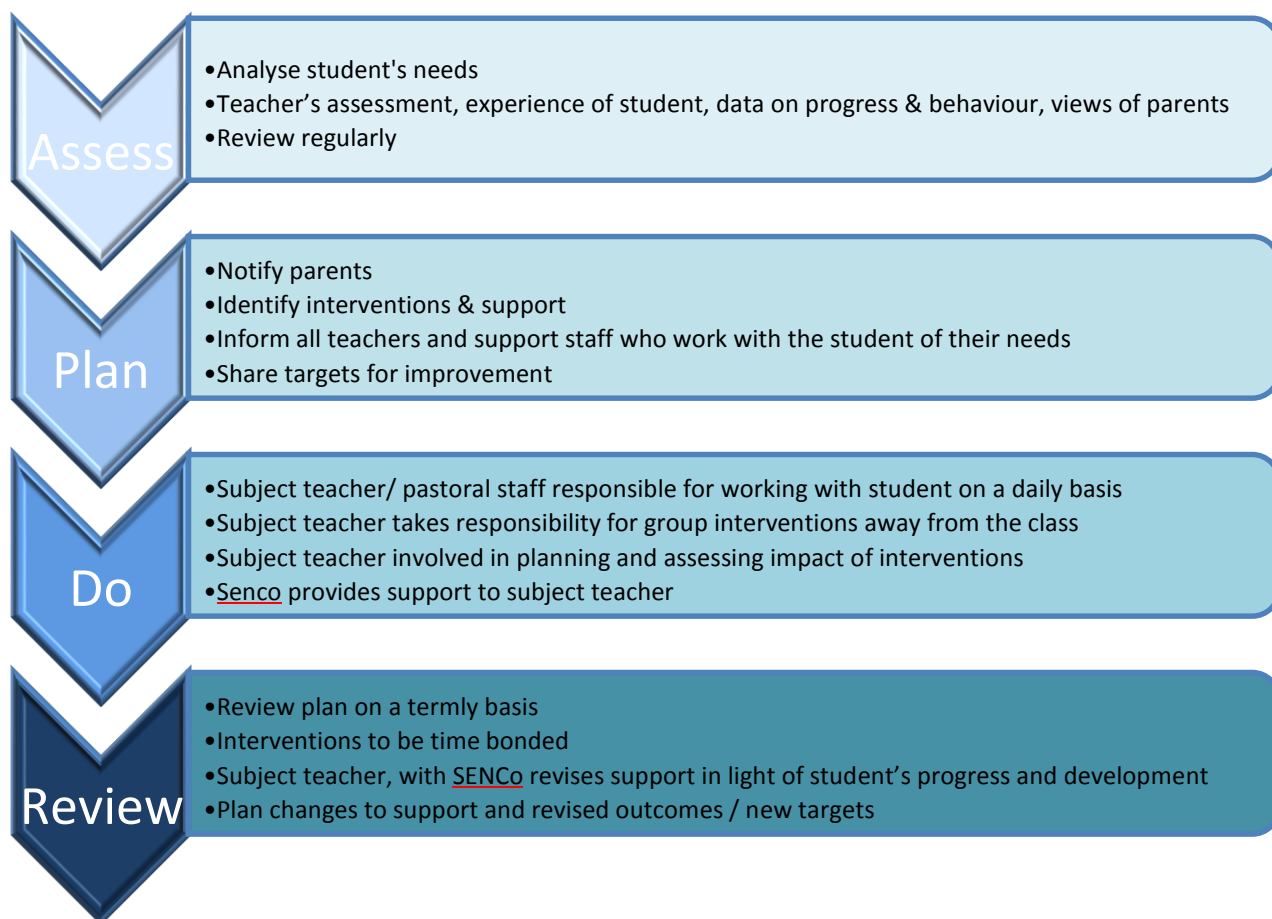 Assess
•Analyse student's needs
•Teacher’s assessment, experience of student, data on progress & behaviour, views of parents
•Review regularly
Plan
•Notify parents
•Identify interventions & support
•Inform all teachers and support staff who work with the student of their needs
•Share targets for improvement
Do
•Subject teacher/ pastoral staff responsible for working with student on a daily basis
•Subject teacher takes responsibility for group interventions away from the class
•Subject teacher involved in planning and assessing impact of interventions
•Senco provides support to subject teacher
Review
•Review plan on a termly basis
•Interventions to be time bonded
•Subject teacher, with SENCo revises support in light of student’s progress and development
•Plan changes to support and revised outcomes / new targets